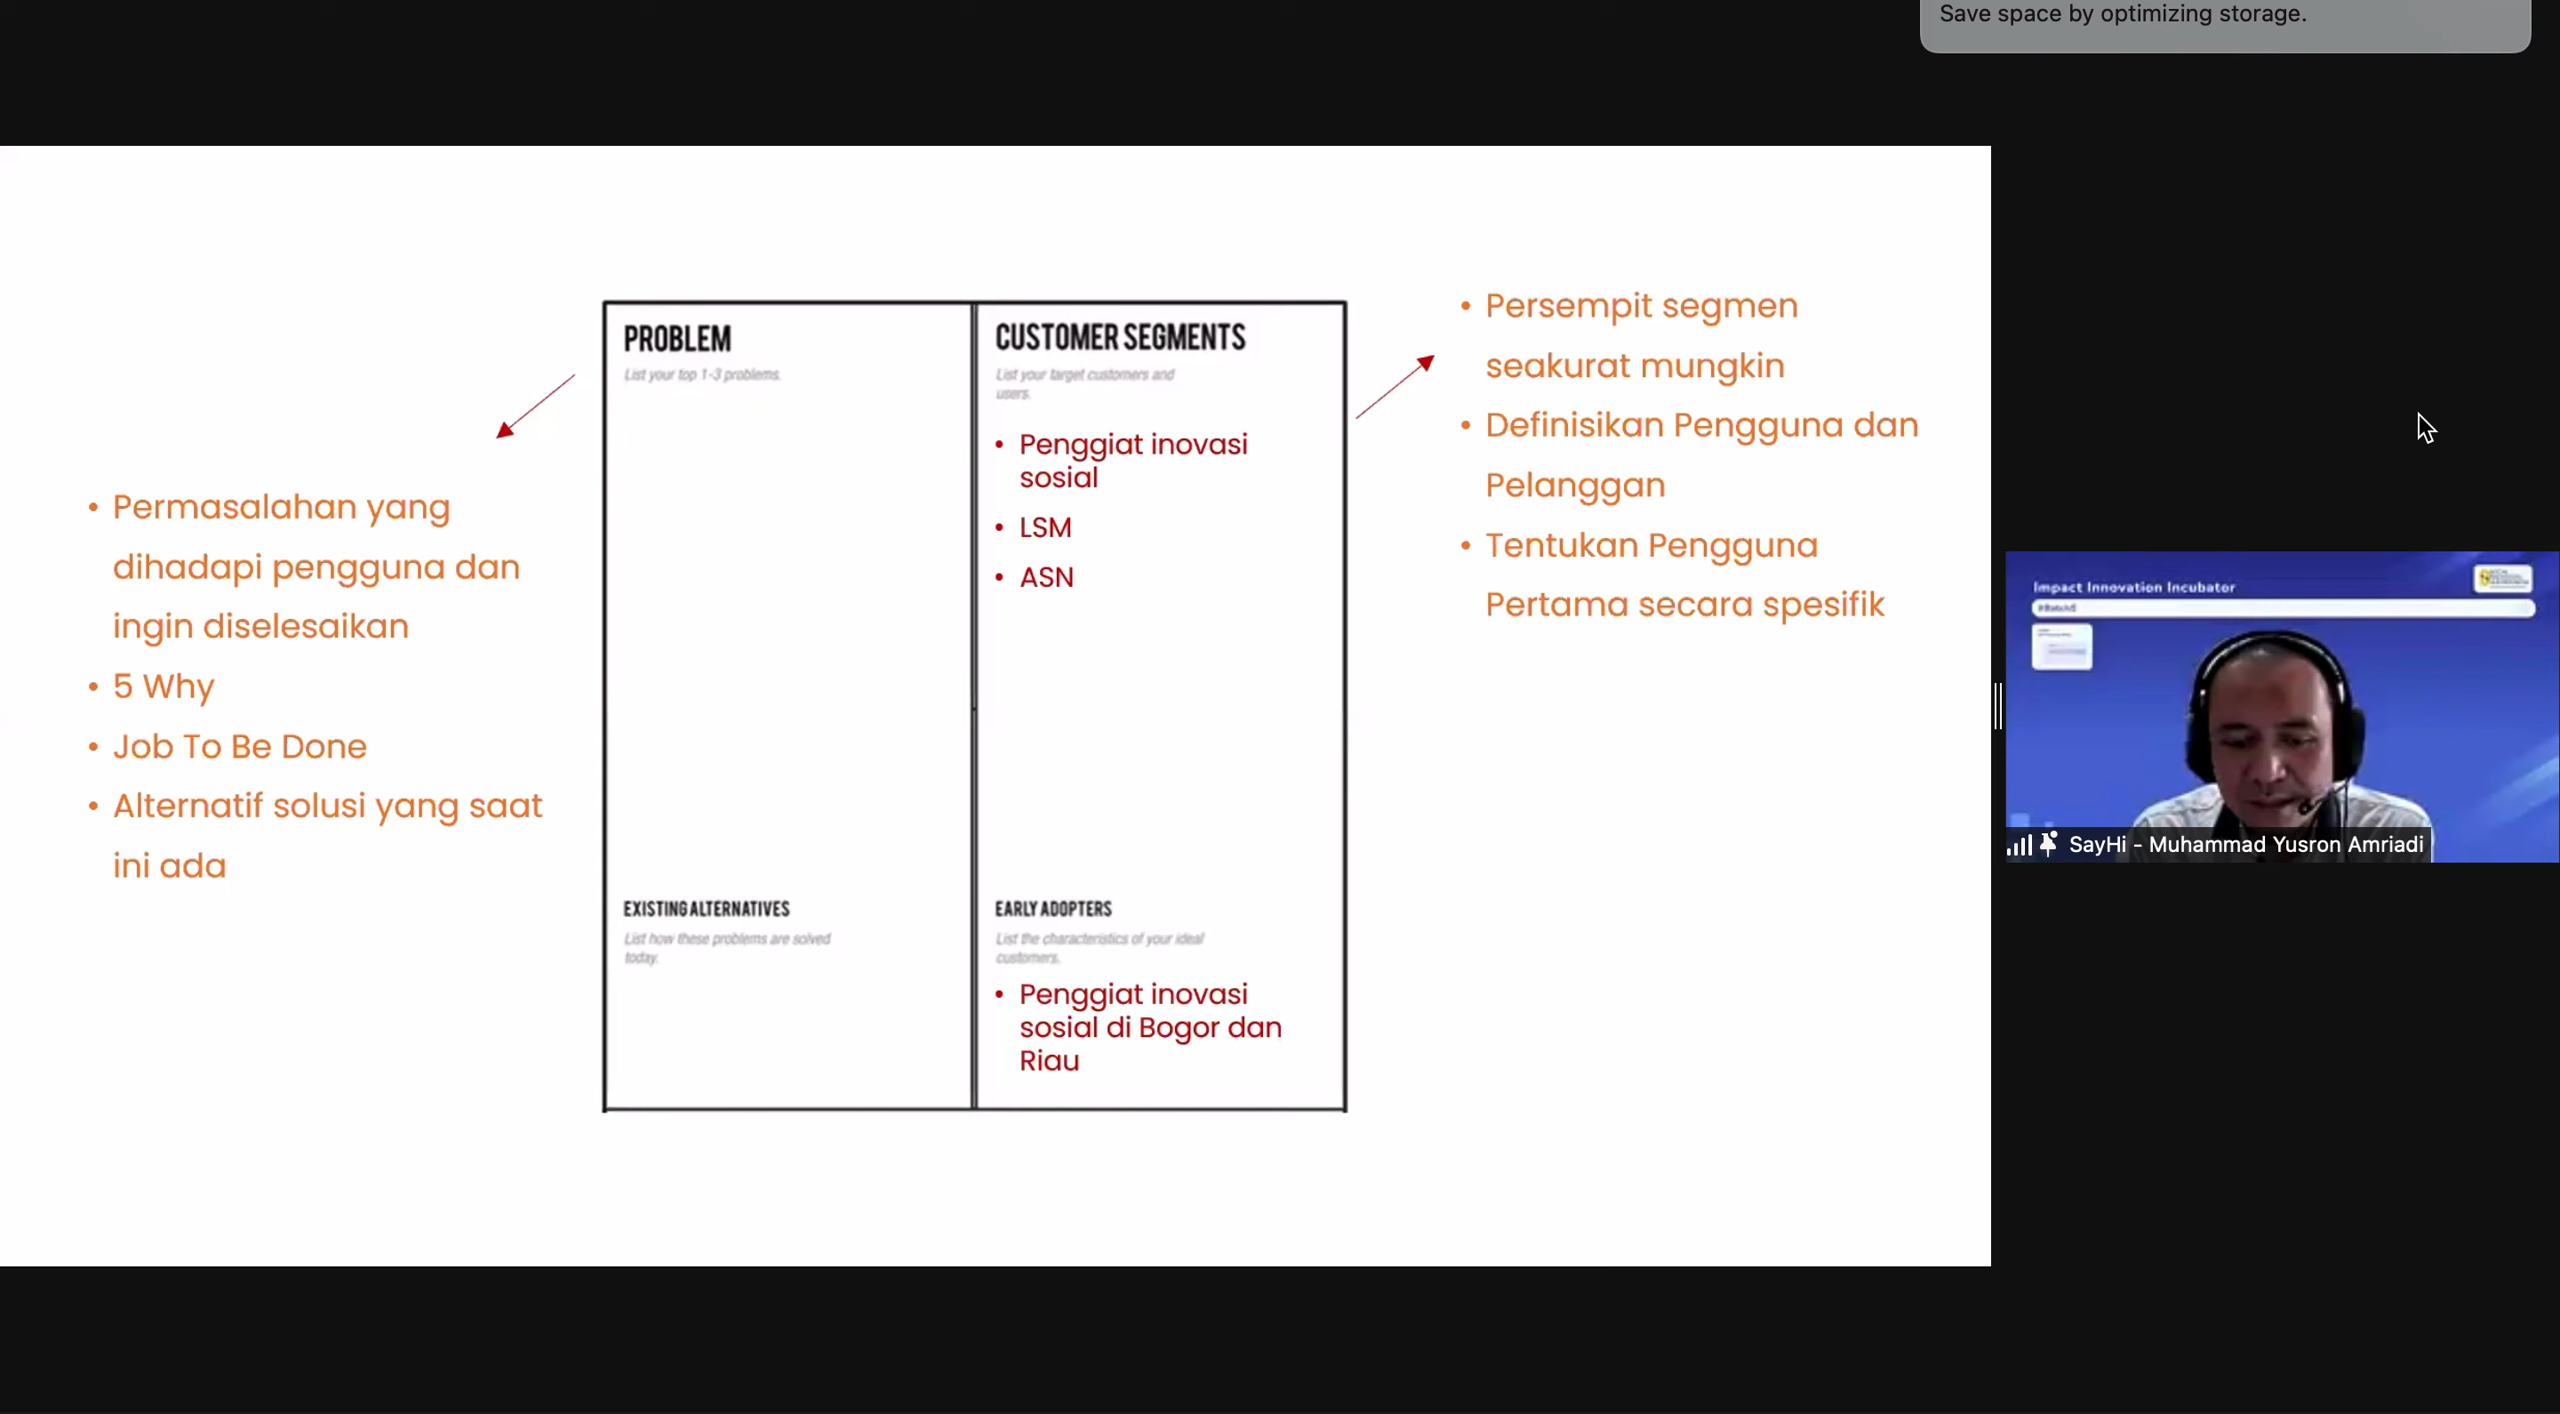 Save space by optimizing storage.
PROBLEM
List your top 1-3 problems.
CUSTOMER SEGMENTS
List your target customers and
users.
• Penggiat inovasi
sosial
• LSM
• ASN
• Permasalahan yang
dihadapi pengguna dan
ingin diselesaikan
• 5 Why
• Job To Be Done
• Alternatif solusi yang saat
ini ada
• Persempit segmen
seakurat mungkin
• Definisikan Pengguna dan
Pelanggan
• Tentukan Pengguna
Pertama secara spesifik
EXISTING ALTERNATIVES
List how these problems are solved
today.
EARLY ADOPTERS
List the characteristics of your ideal
customers.
• Penggiat inovasi
sosial di Bogor dan
Riau
Impact Innovation Incubator
SayHi - Muhammad Yusron Amriadi